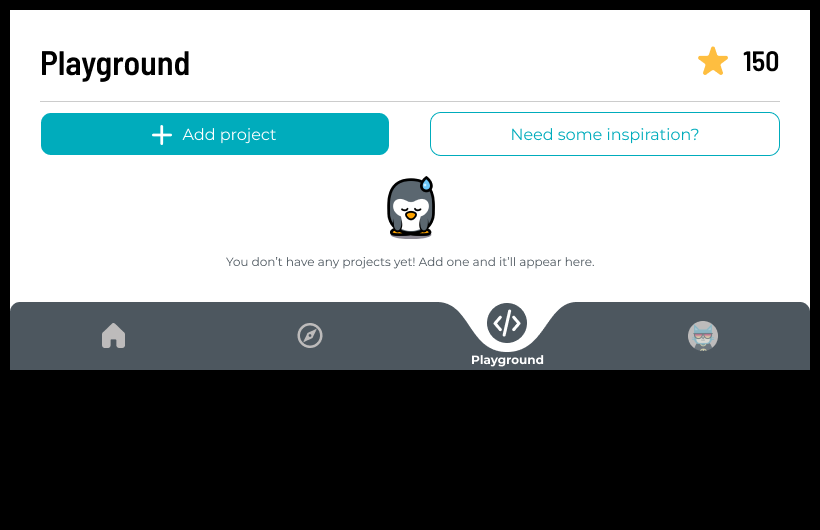 Playground
150
Add project
Need some inspiration?
You don’t have any projects yet! Add one and it’ll appear here.
Playground